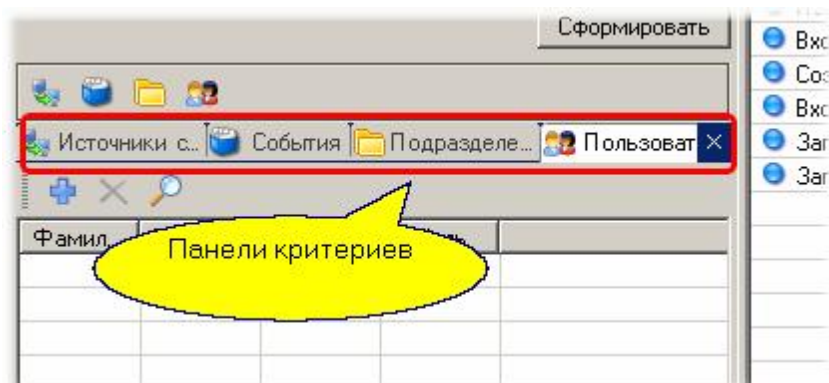 Сформировать
Вхо
Соз
Вхо
Заг
Заг
Источники с... События Подразделе... Пользоват
Фамил
Панели критериев